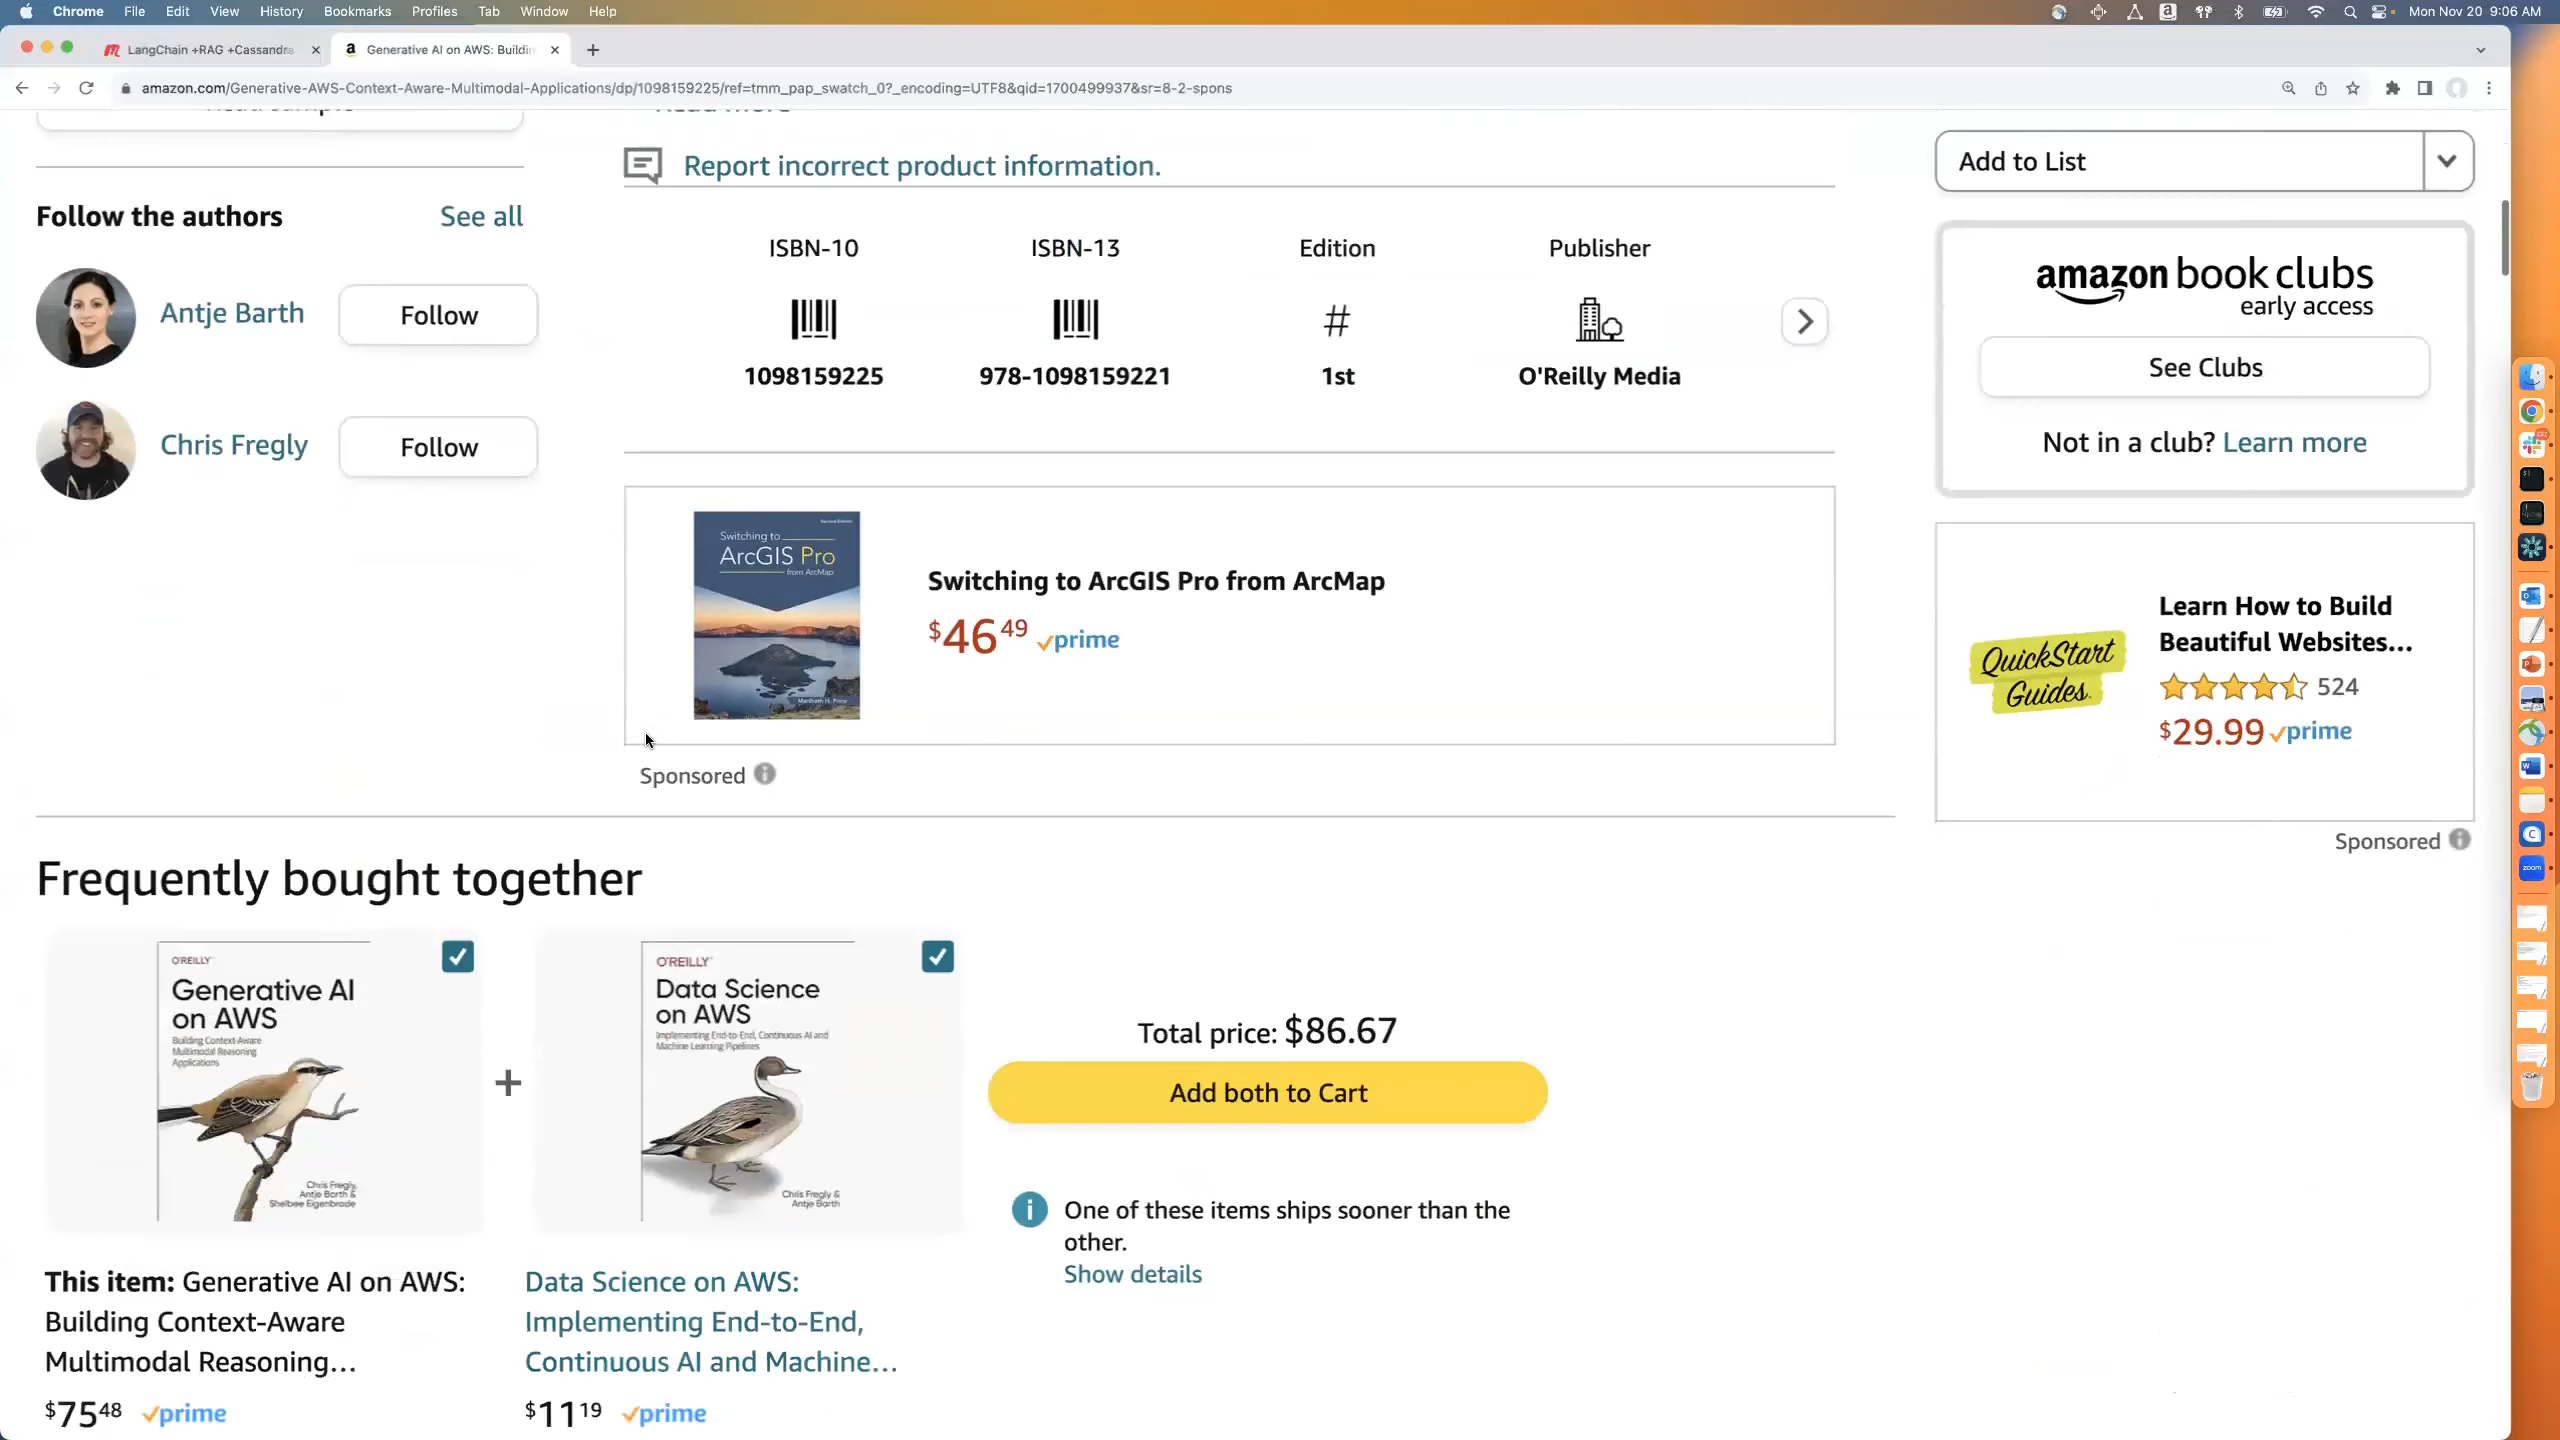 Chrome File Edit View History Bookmarks Profiles Tab Window Help
Mon Nov 20 9:06 AM
LangChain +RAG +Cassandra
Generative AI on AWS: Buildin
amazon.com/Generative-AWS-Context-Aware-Multimodal-Applications/dp/1098159225/ref=tmm_pap_swatch_0?_encoding=UTF8&qid=1700499937&sr=8-2-spons
Follow the authors See all
Antje Barth Follow
Chris Fregly Follow
Report incorrect product information.
ISBN-10 ISBN-13 Edition Publisher
#
1098159225 978-1098159221 1st O'Reilly Media
Switching to
ArcGIS Pro
from ArcMap
Switching to ArcGIS Pro from ArcMap
$46 49 prime
Sponsored
Add to List
amazon book clubs
early access
See Clubs
Not in a club? Learn more
QuickStart
Guides
Learn How to Build
Beautiful Websites...
524
$29.99 prime
Sponsored
Frequently bought together
O'REILLY
Generative AI
on AWS
Building Context-Aware
Multimodal Reasoning
Applications
Chris Fregly,
Antje Barth &
Shelbee Eigenbrode
+
O'REILLY
Data Science
on AWS
Implementing End-to-End, Continuous AI and
Machine Learning Pipelines
Chris Fregly &
Antje Barth
Total price: $86.67
Add both to Cart
One of these items ships sooner than the
other.
Show details
This item: Generative AI on AWS:
Building Context-Aware
Multimodal Reasoning...
$75 48 prime
Data Science on AWS:
Implementing End-to-End,
Continuous AI and Machine...
$11 19 prime
zoom